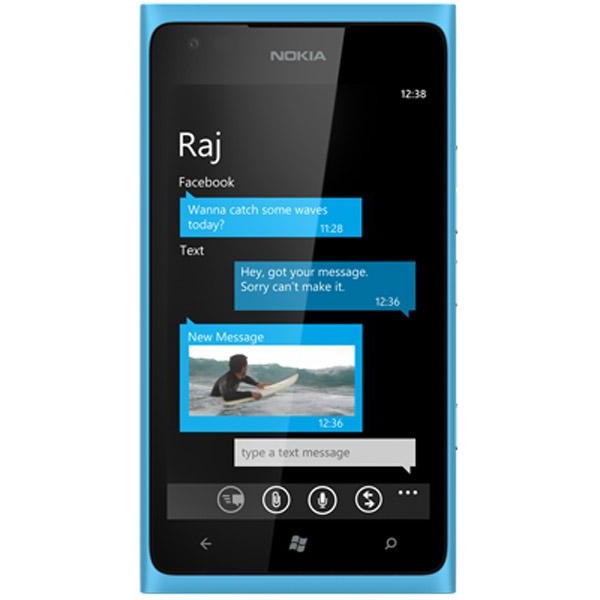 NOKIA
12:38
Raj
Facebook
Wanna catch some waves
today?
11:28
Text
Hey, got your message.
Sorry can't make it.
12:36
New Message
12:36
type a text message